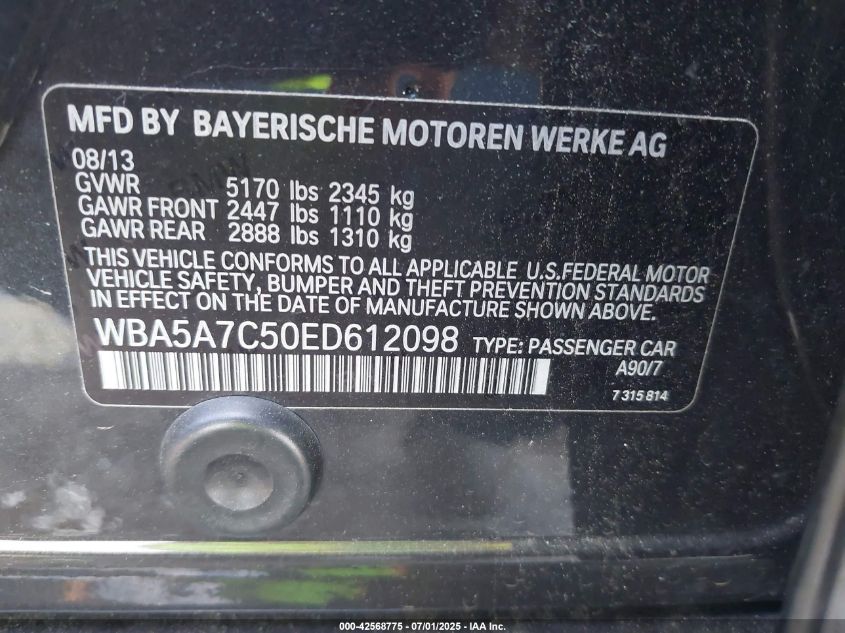 MFD BY BAYERISCHE MOTOREN WERKE AG
08/13
GVWR 5170 lbs 2345 kg
GAWR FRONT 2447 lbs 1110 kg
GAWR REAR 2888 lbs 1310 kg
THIS VEHICLE CONFORMS TO ALL APPLICABLE U.S.FEDERAL MOTOR
VEHICLE SAFETY, BUMPER AND THEFT PREVENTION STANDARDS
IN EFFECT ON THE DATE OF MANUFACTURE SHOWN ABOVE.
WBA5A7C50ED612098 TYPE: PASSENGER CAR
A90/7
7 315 814
000-42568775 - 07/01/2025 - IAA Inc.